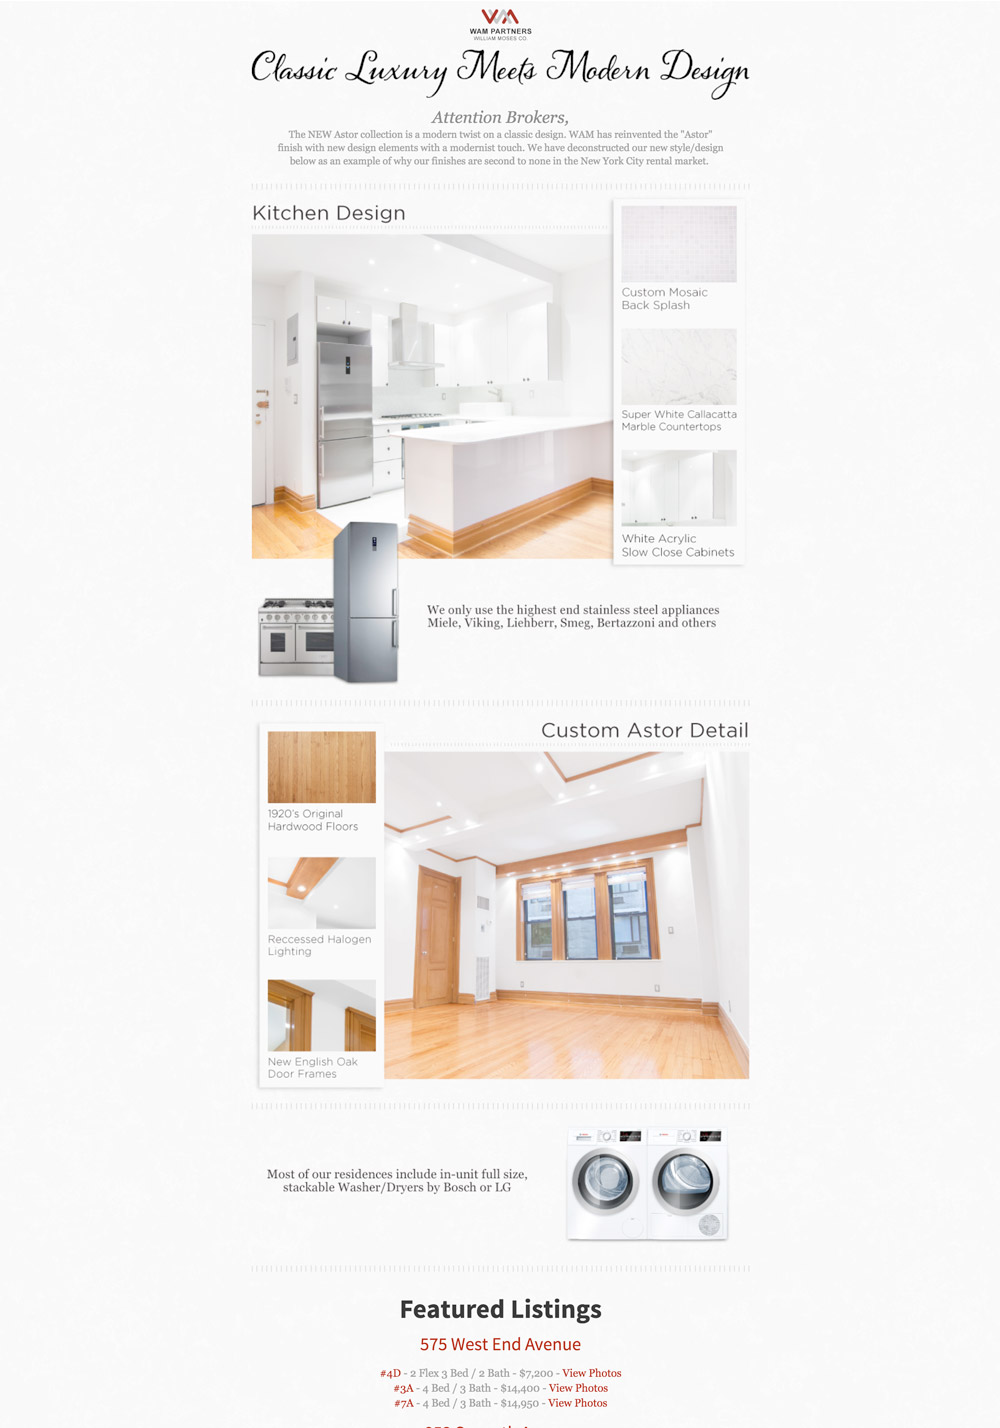 WAM PARTNERS
WILLIAM MOSES CO.
Classic Luxury Meets Modern Design
Attention Brokers,
The NEW Astor collection is a modern twist on a classic design. WAM has reinvented the "Astor"
finish with new design elements with a modernist touch. We have deconstructed our new style/design
below as an example of why our finishes are second to none in the New York City rental market.
Kitchen Design
Custom Mosaic
Back Splash
Super White Callacatta
Marble Countertops
White Acrylic
Slow Close Cabinets
We only use the highest end stainless steel appliances
Miele, Viking, Liehberr, Smeg, Bertazzoni and others
Custom Astor Detail
1920's Original
Hardwood Floors
Reccessed Halogen
Lighting
New English Oak
Door Frames
Most of our residences include in-unit full size,
stackable Washer/Dryers by Bosch or LG
Featured Listings
575 West End Avenue
#4D - 2 Flex 3 Bed / 2 Bath - $7,200 - View Photos
#3A - 4 Bed / 3 Bath - $14,400 - View Photos
#7A - 4 Bed / 3 Bath - $14,950 - View Photos